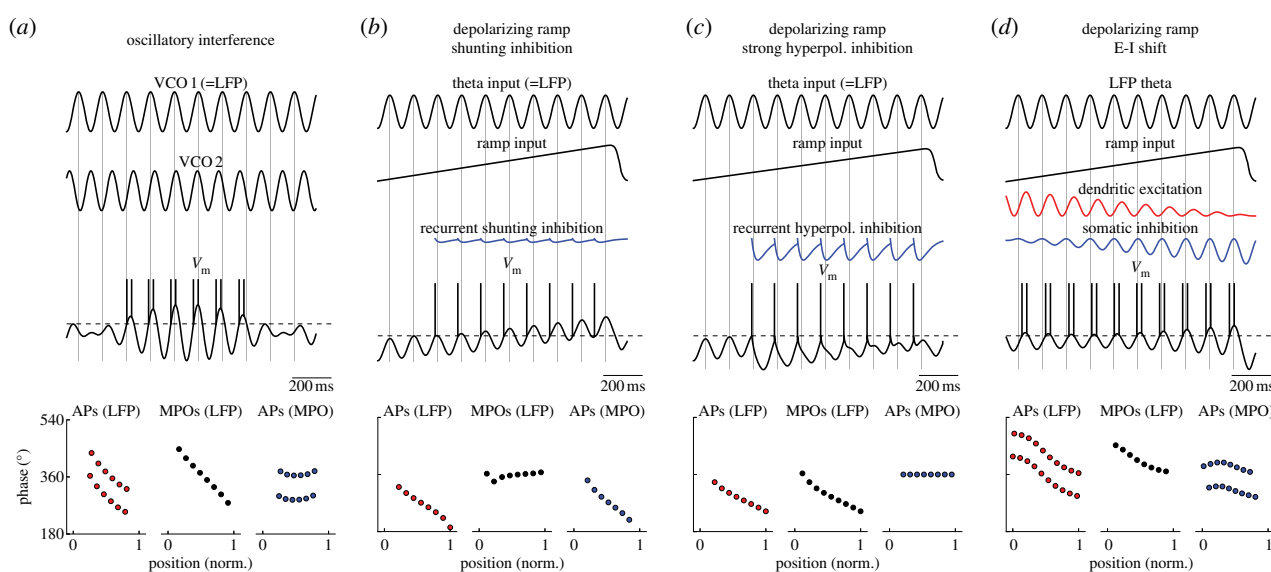 (a)
oscillatory interference
VCO 1 (=LFP)
VCO 2
Vm
200 ms
APs (LFP) MPOs (LFP) APs (MPO)
540
360
180
phase (°)
0 1 0 1 0 1
position (norm.)
(b)
depolarizing ramp
shunting inhibition
theta input (=LFP)
ramp input
recurrent shunting inhibition
Vm
200 ms
APs (LFP) MPOs (LFP) APs (MPO)
0 1 0 1 0 1
position (norm.)
(c)
depolarizing ramp
strong hyperpol. inhibition
theta input (=LFP)
ramp input
recurrent hyperpol. inhibition
Vm
200 ms
APs (LFP) MPOs (LFP) APs (MPO)
0 1 0 1 0 1
position (norm.)
(d)
depolarizing ramp
E-I shift
LFP theta
ramp input
dendritic excitation
somatic inhibition
Vm
200 ms
APs (LFP) MPOs (LFP) APs (MPO)
0 1 0 1 0 1
position (norm.)